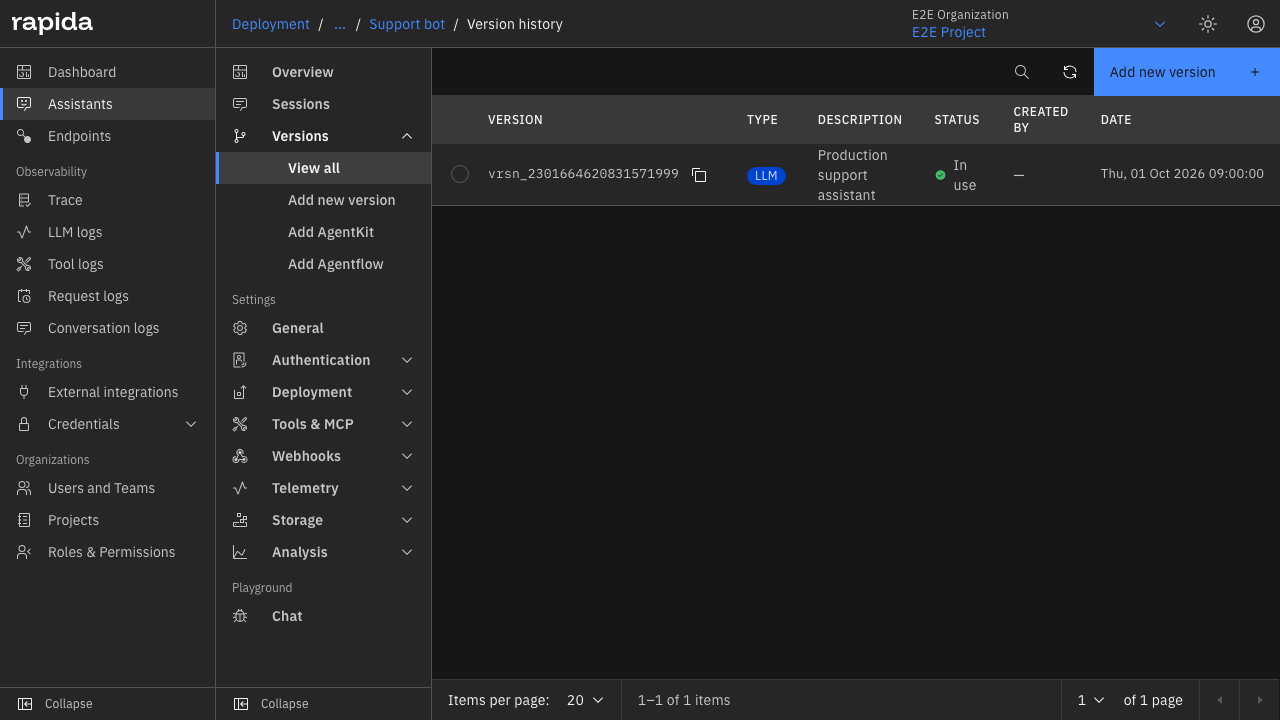 rapida
Deployment / ... / Support bot / Version history
E2E Organization
E2E Project
Dashboard
Assistants
Endpoints
Observability
Trace
LLM logs
Tool logs
Request logs
Conversation logs
Integrations
External integrations
Credentials
Organizations
Users and Teams
Projects
Roles & Permissions
Collapse
Overview
Sessions
Versions
View all
Add new version
Add AgentKit
Add Agentflow
Settings
General
Authentication
Deployment
Tools & MCP
Webhooks
Telemetry
Storage
Analysis
Playground
Chat
Collapse
Add new version +
VERSION TYPE DESCRIPTION STATUS CREATED BY DATE
vrsn_2301664620831571999 LLM Production support assistant In use — Thu, 01 Oct 2026 09:00:00
Items per page: 20 1–1 of 1 items 1 of 1 page